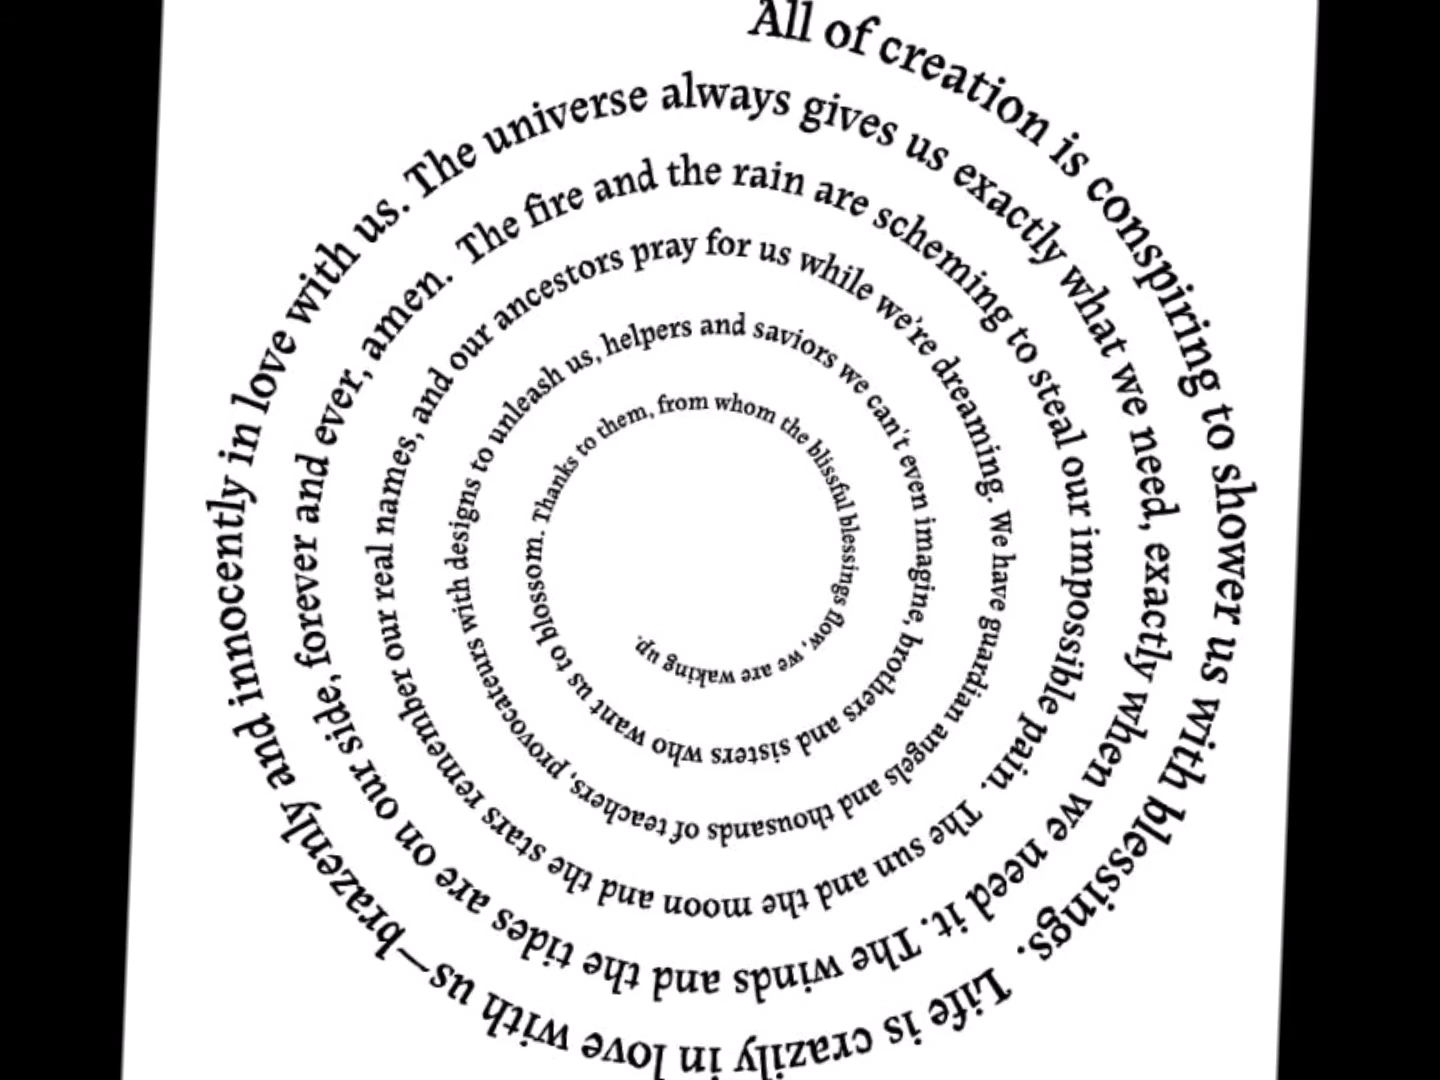 All of creation is conspiring to shower us with blessings. Life is crazily in love with us—brazenly and innocently in love with us. The universe always gives us exactly what we need, exactly when we need it. The winds and the tides are on our side, forever and ever, amen. The fire and the rain are scheming to steal our impossible pain. The sun and the moon and the stars remember our real names, and our ancestors pray for us while we're dreaming. We have guardian angels and thousands of teachers, provocateurs with designs to unleash us, helpers and saviors we can't even imagine, brothers and sisters who want us to blossom. Thanks to them, from whom the blissful blessings flow, we are waking up.